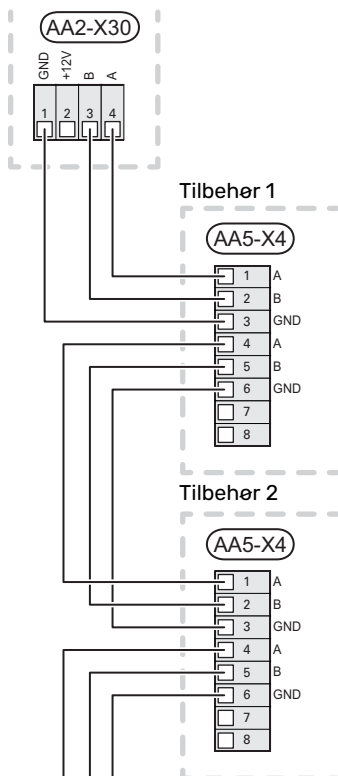 AA2-X30
GND +12V B A
1 2 3 4
Tilbehør 1
AA5-X4
1 A
2 B
3 GND
4 A
5 B
6 GND
7
8
Tilbehør 2
AA5-X4
1 A
2 B
3 GND
4 A
5 B
6 GND
7
8